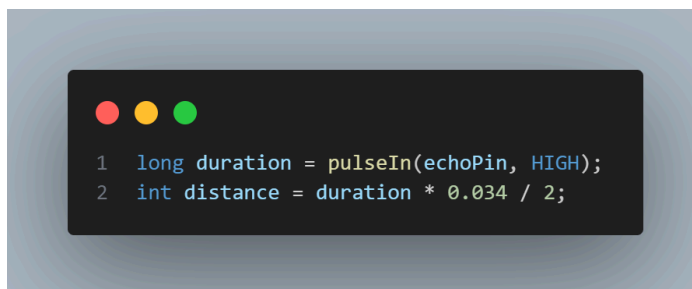 1 long duration = pulseIn(echoPin, HIGH);
2 int distance = duration * 0.034 / 2;